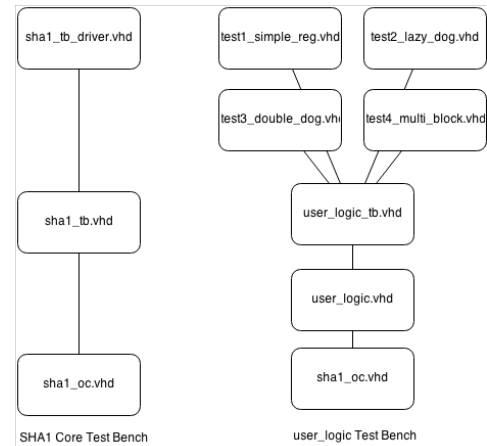 sha1_tb_driver.vhd
test1_simple_reg.vhd
test2_lazy_dog.vhd
test3_double_dog.vhd
test4_multi_block.vhd
sha1_tb.vhd
user_logic_tb.vhd
user_logic.vhd
sha1_oc.vhd
sha1_oc.vhd
SHA1 Core Test Bench
user_logic Test Bench